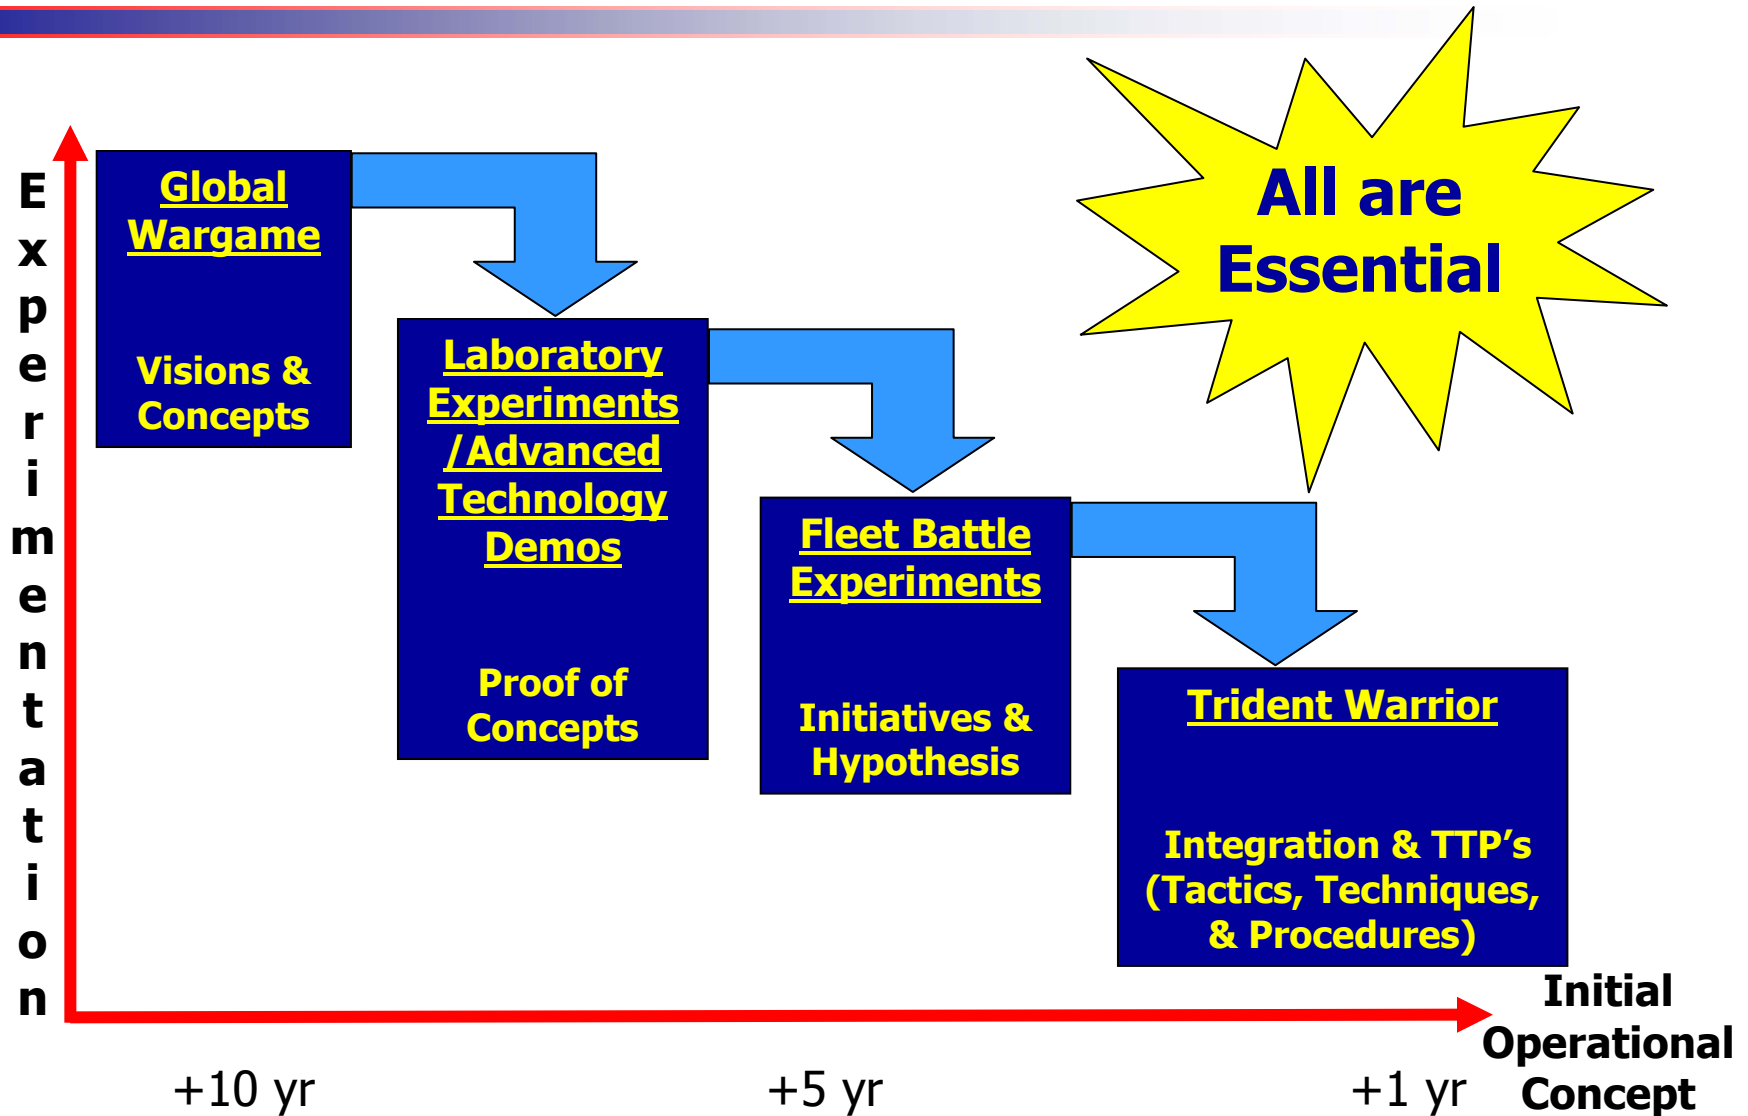 Experimentation
Global
Wargame
Visions &
Concepts
Laboratory
Experiments
/Advanced
Technology
Demos
Proof of
Concepts
Fleet Battle
Experiments
Initiatives &
Hypothesis
Trident Warrior
Integration & TTP’s
(Tactics, Techniques,
& Procedures)
All are
Essential
+10 yr
+5 yr
+1 yr
Initial
Operational
Concept